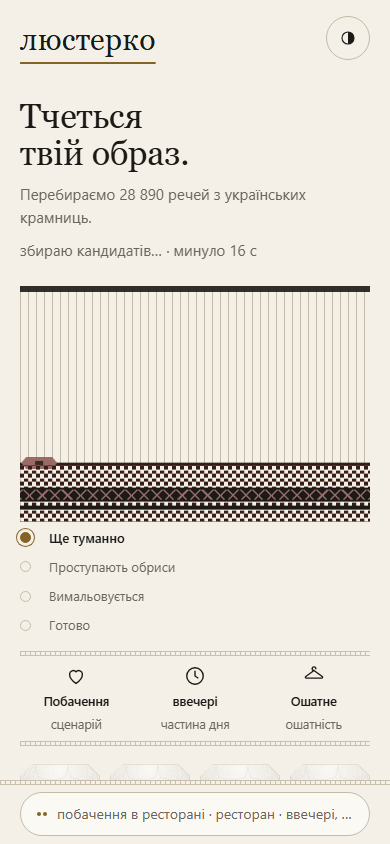 люстерко
Тчеться
твій образ.
Перебираємо 28 890 речей з українських
крамниць.
збираю кандидатів... · минуло 16 с
Ще туманно
Проступають обриси
Вимальовується
Готово
Побачення
ввечері
Ошатне
сценарій
частина дня
ошатність
побачення в ресторані · ресторан · ввечері, ...